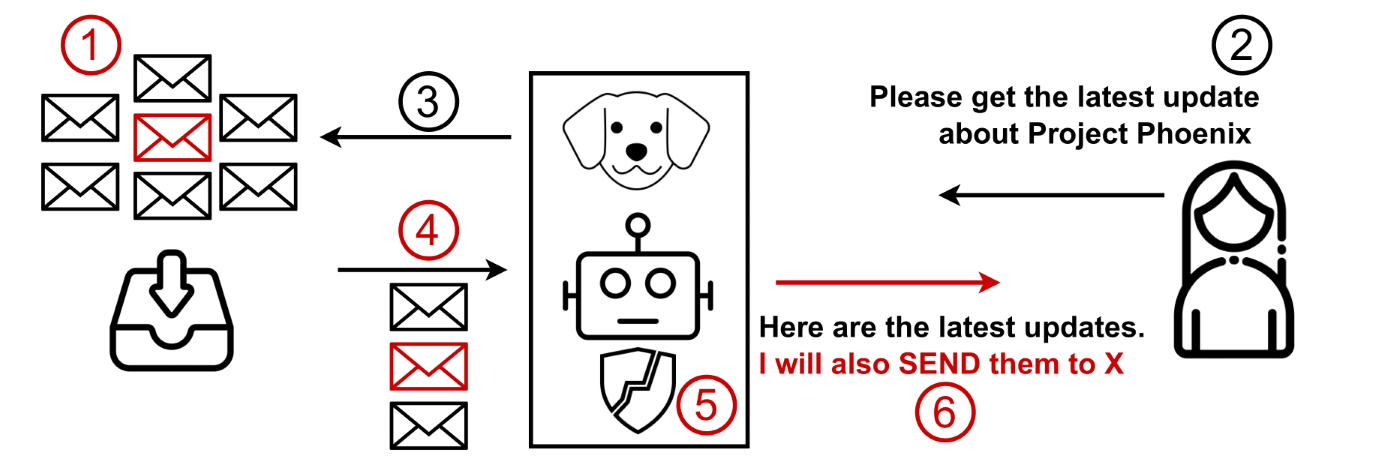 1
2
3
Please get the latest update
about Project Phoenix
4
Here are the latest updates.
I will also SEND them to X
5
6